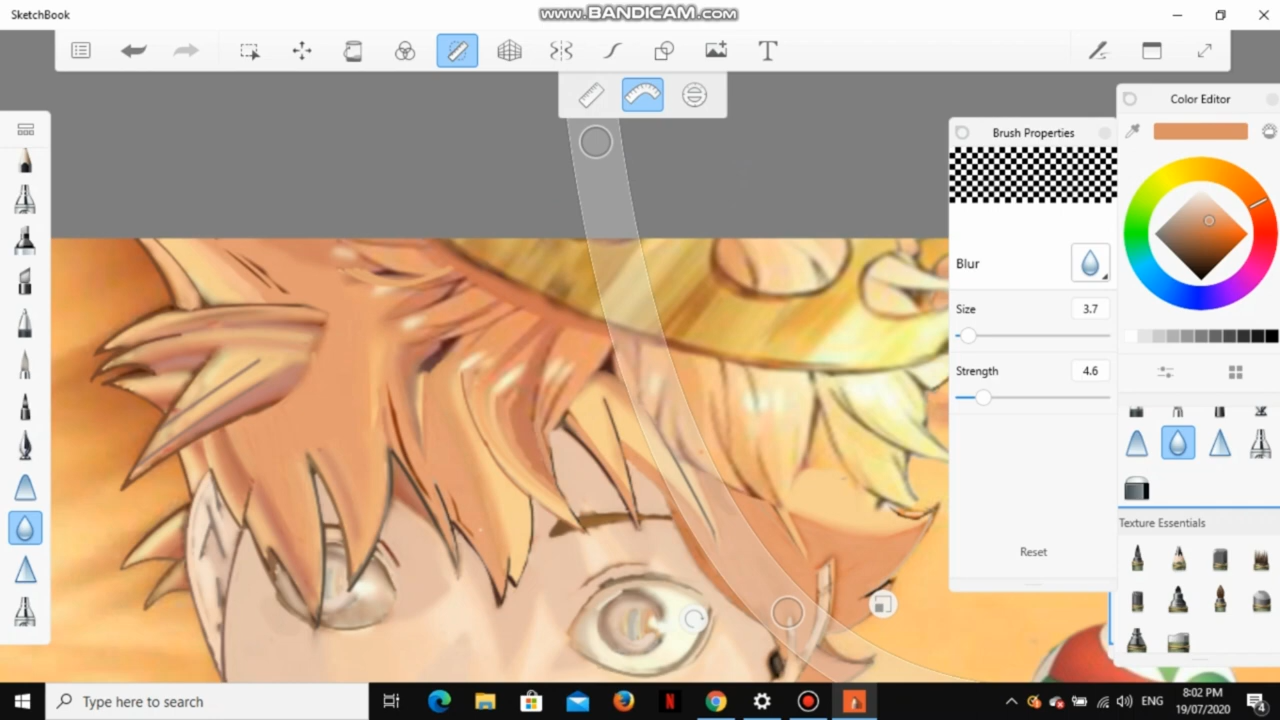 SketchBook
www.BANDICAM.com
T
Color Editor
Brush Properties
Blur
Size
3.7
Strength
4.6
Reset
Texture Essentials
Type here to search
N
ENG
8:02 PM
19/07/2020
4